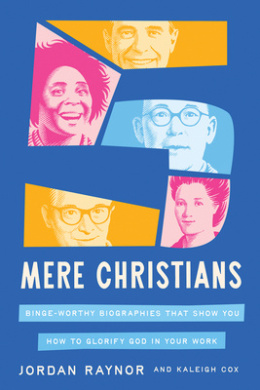 5
MERE CHRISTIANS
BINGE-WORTHY BIOGRAPHIES THAT SHOW YOU
HOW TO GLORIFY GOD IN YOUR WORK
JORDAN RAYNOR AND KALEIGH COX